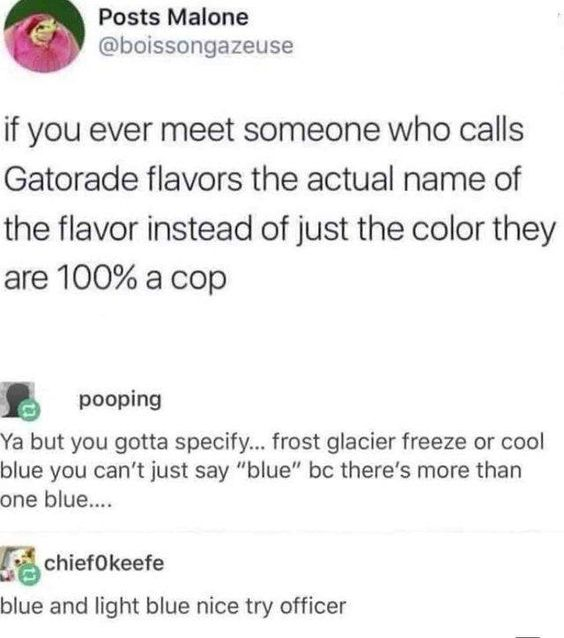 Posts Malone
@boissongazeuse
if you ever meet someone who calls
Gatorade flavors the actual name of
the flavor instead of just the color they
are 100% a cop
pooping
Ya but you gotta specify... frost glacier freeze or cool
blue you can't just say "blue" bc there's more than
one blue....
chief0keefe
blue and light blue nice try officer